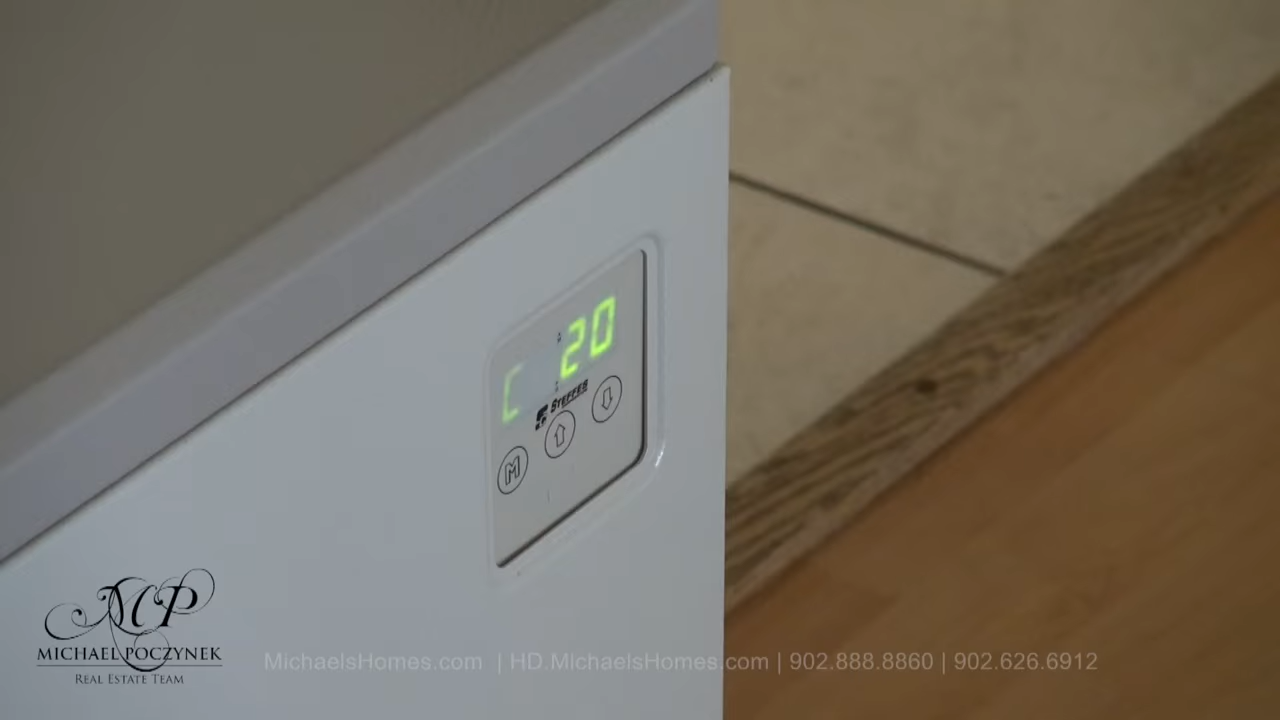 C 20
STEFFES
M
MP
MICHAEL POCZYNEK
REAL ESTATE TEAM
MichaelsHomes.com | HD.MIchaelsHomes.com | 902.888.8860 | 902.626.6912